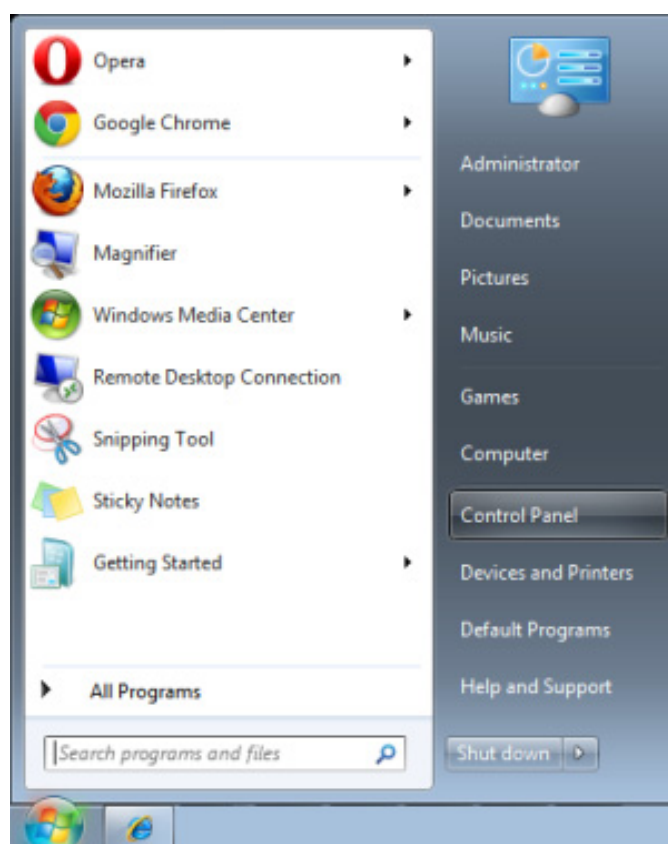 Opera
Google Chrome
Mozilla Firefox
Magnifier
Windows Media Center
Remote Desktop Connection
Snipping Tool
Sticky Notes
Getting Started
All Programs
Search programs and files
Administrator
Documents
Pictures
Music
Games
Computer
Control Panel
Devices and Printers
Default Programs
Help and Support
Shut down